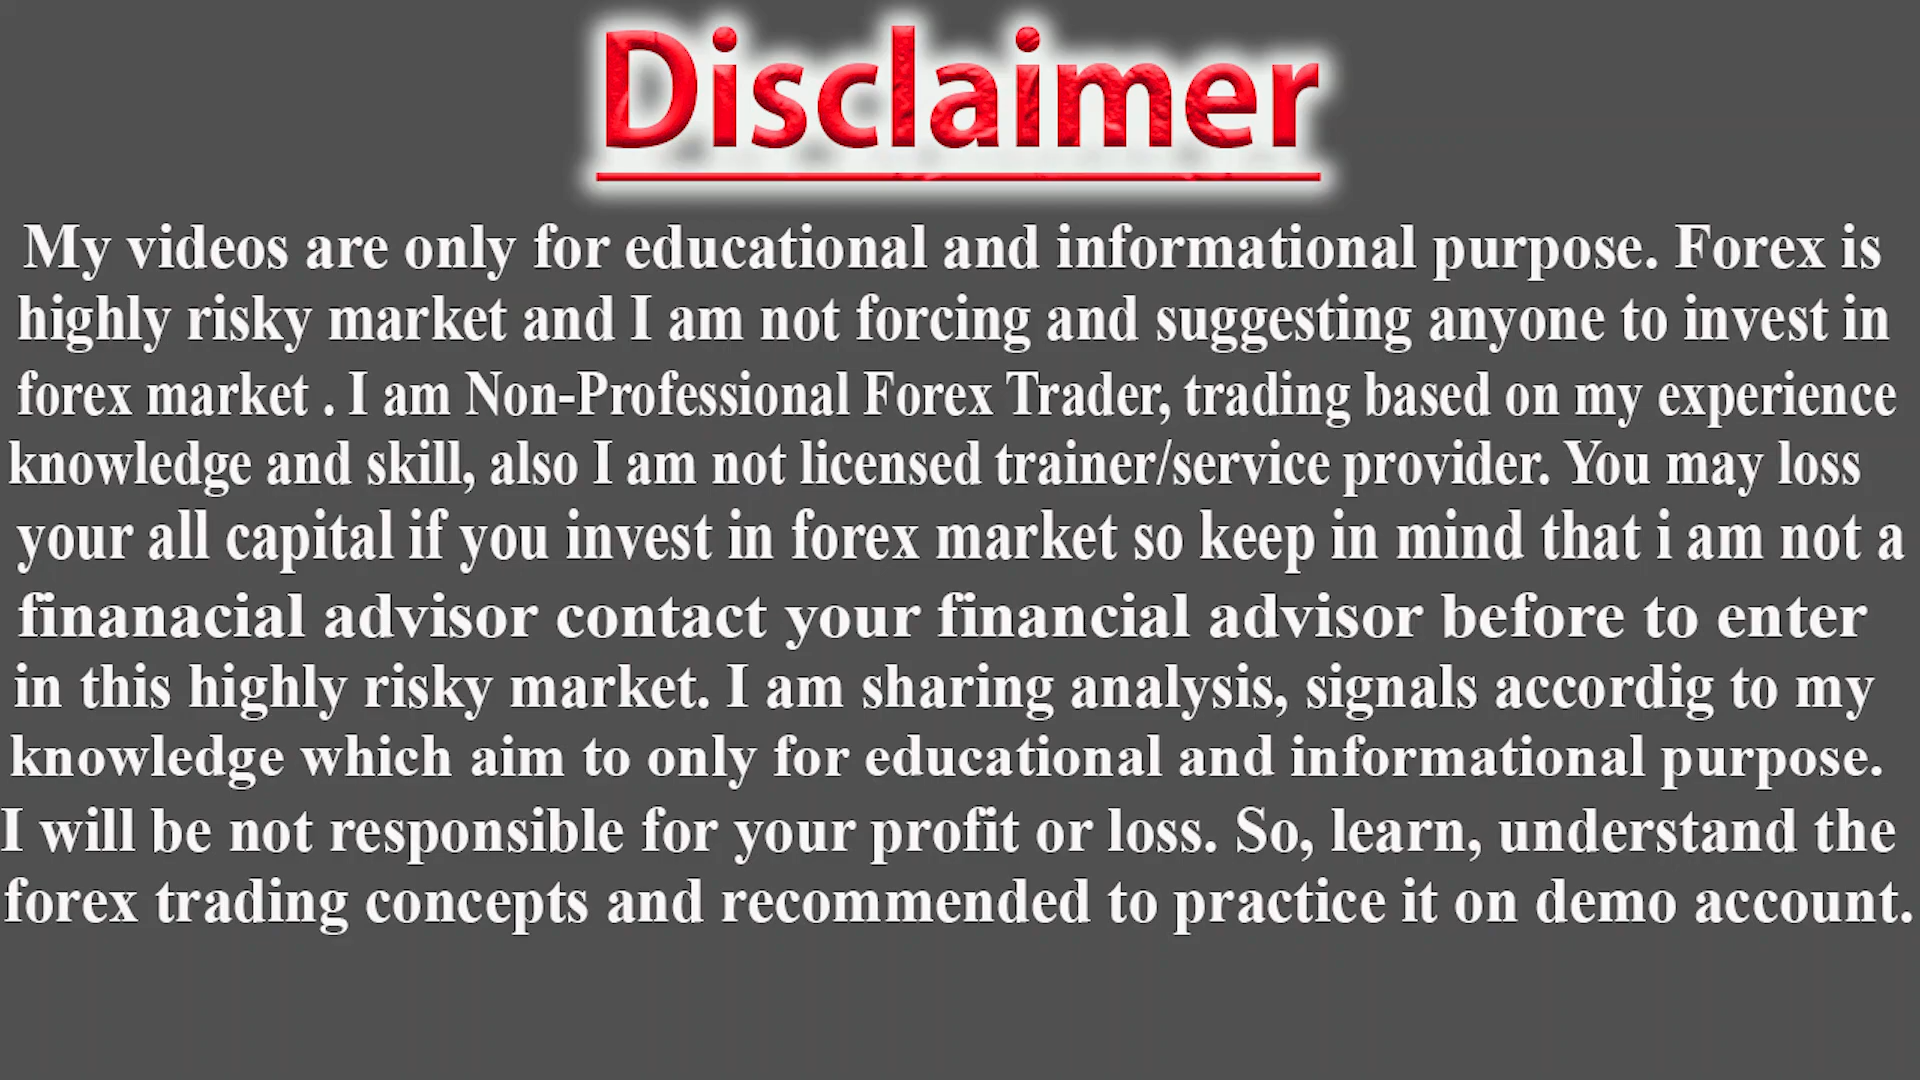 Disclaimer
My videos are only for educational and informational purpose. Forex is
highly risky market and I am not forcing and suggesting anyone to invest in
forex market . I am Non-Professional Forex Trader, trading based on my experience
knowledge and skill, also I am not licensed trainer/service provider. You may loss
your all capital if you invest in forex market so keep in mind that i am not a
finanacial advisor contact your financial advisor before to enter
in this highly risky market. I am sharing analysis, signals accordig to my
knowledge which aim to only for educational and informational purpose.
I will be not responsible for your profit or loss. So, learn, understand the
forex trading concepts and recommended to practice it on demo account.